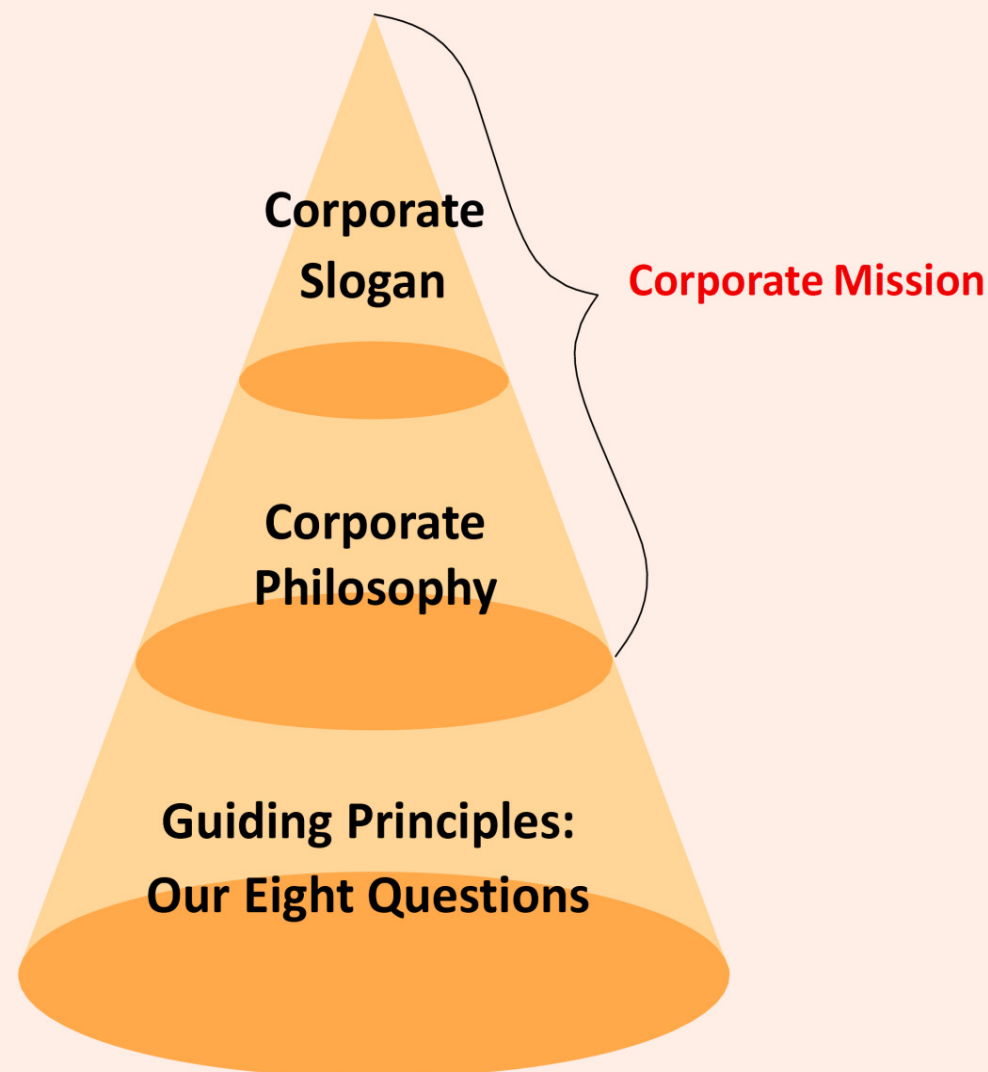 Corporate
Slogan
Corporate Mission
Corporate
Philosophy
Guiding Principles:
Our Eight Questions